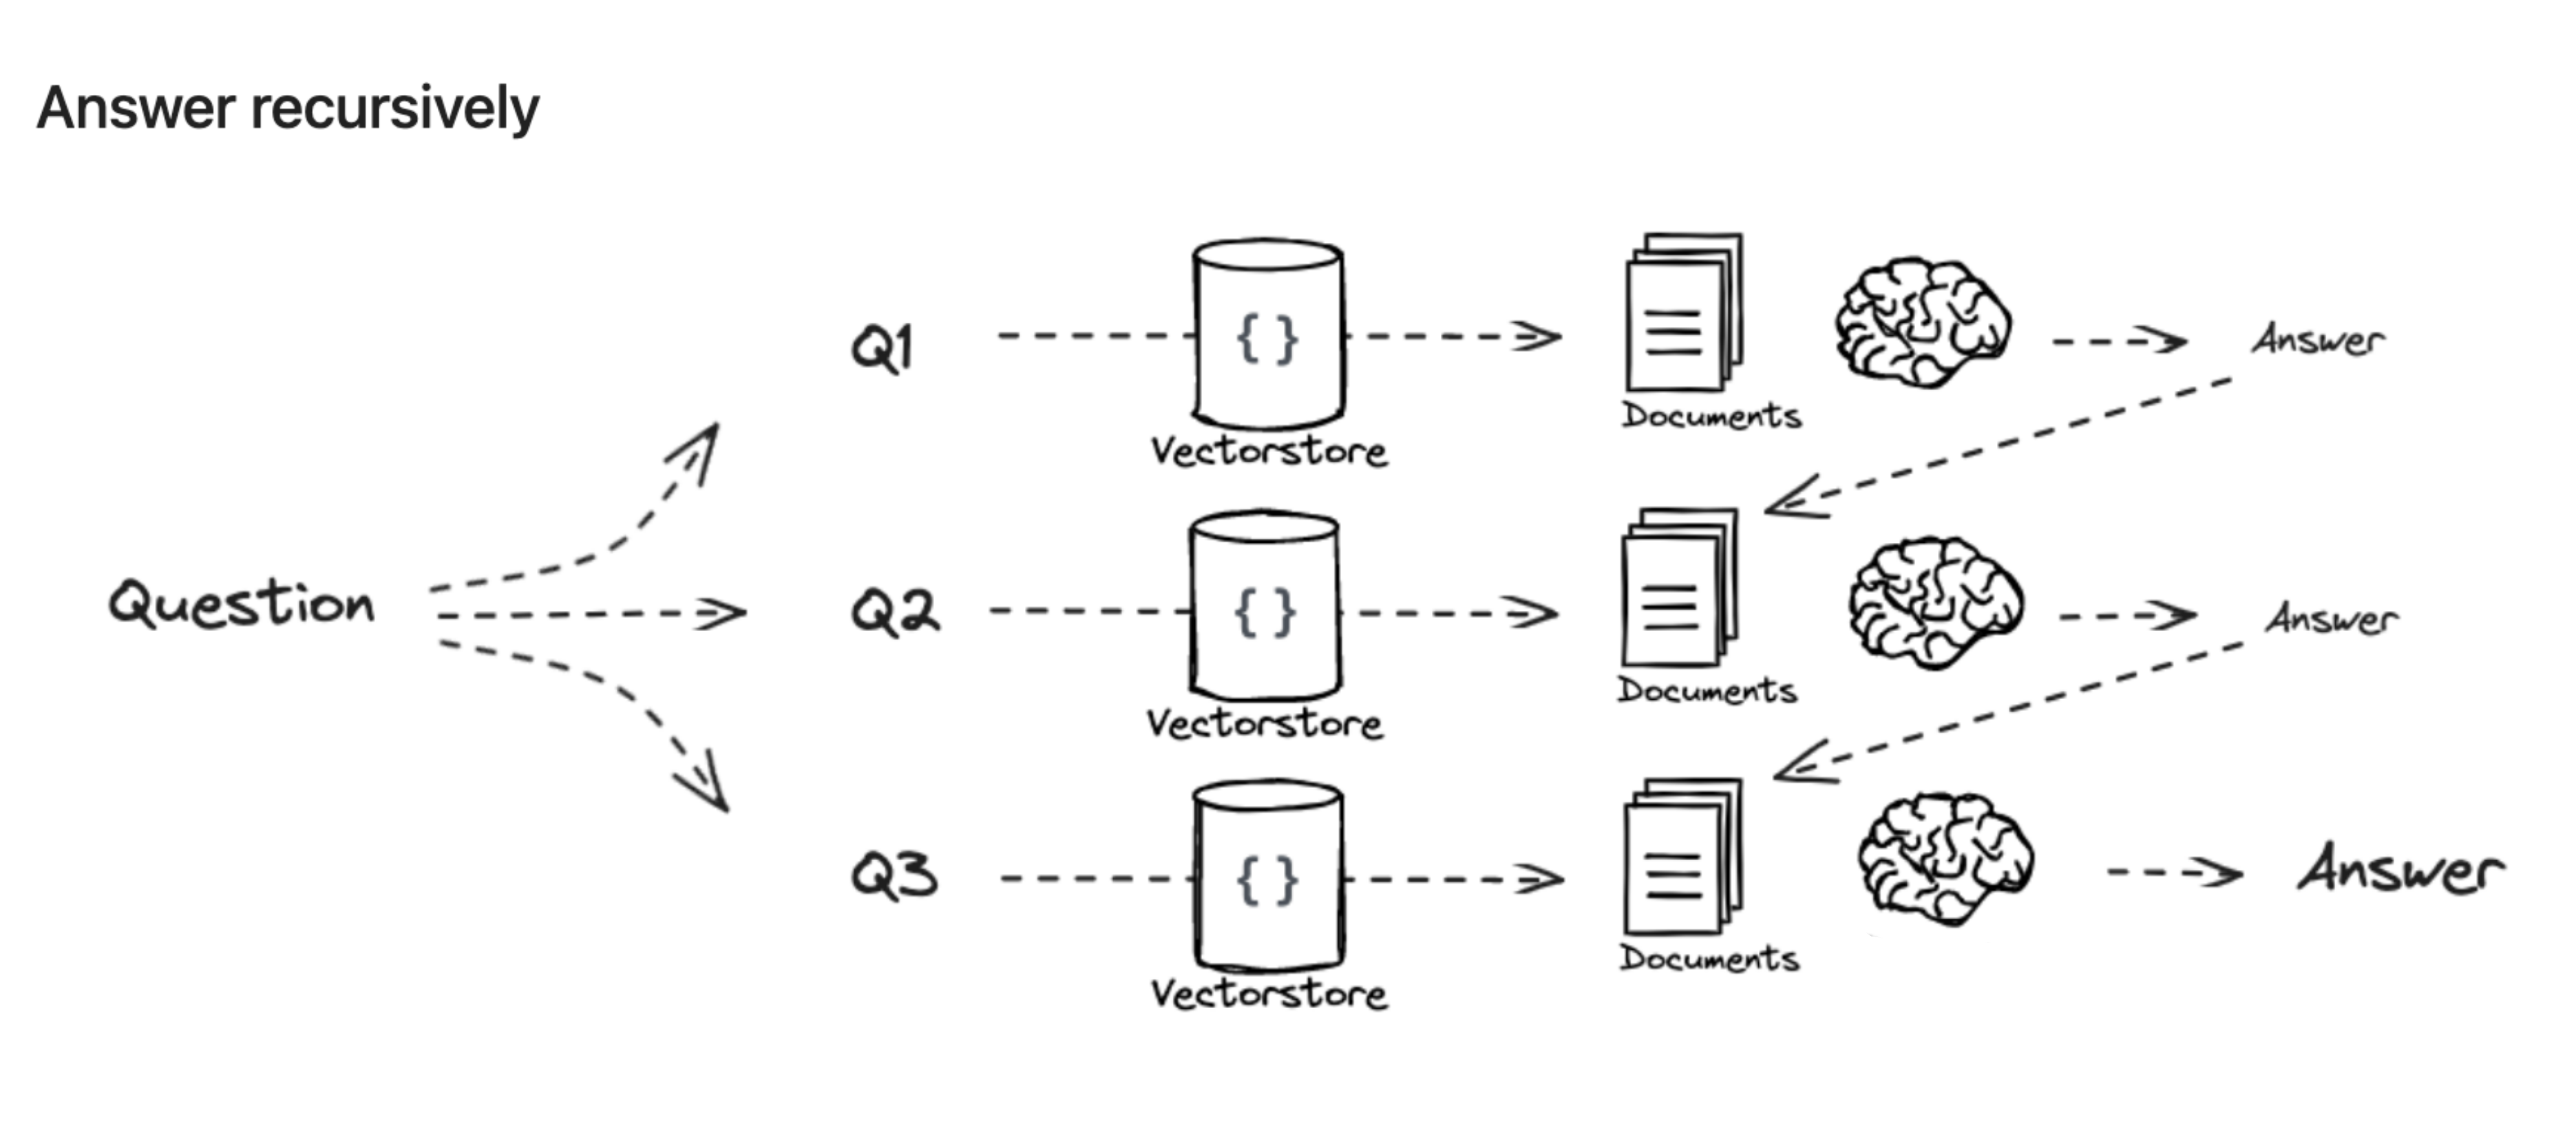 Answer recursively
Q1
{ }
Vectorstore
Documents
Answer
Question
Q2
{ }
Vectorstore
Documents
Answer
Q3
{ }
Vectorstore
Documents
Answer